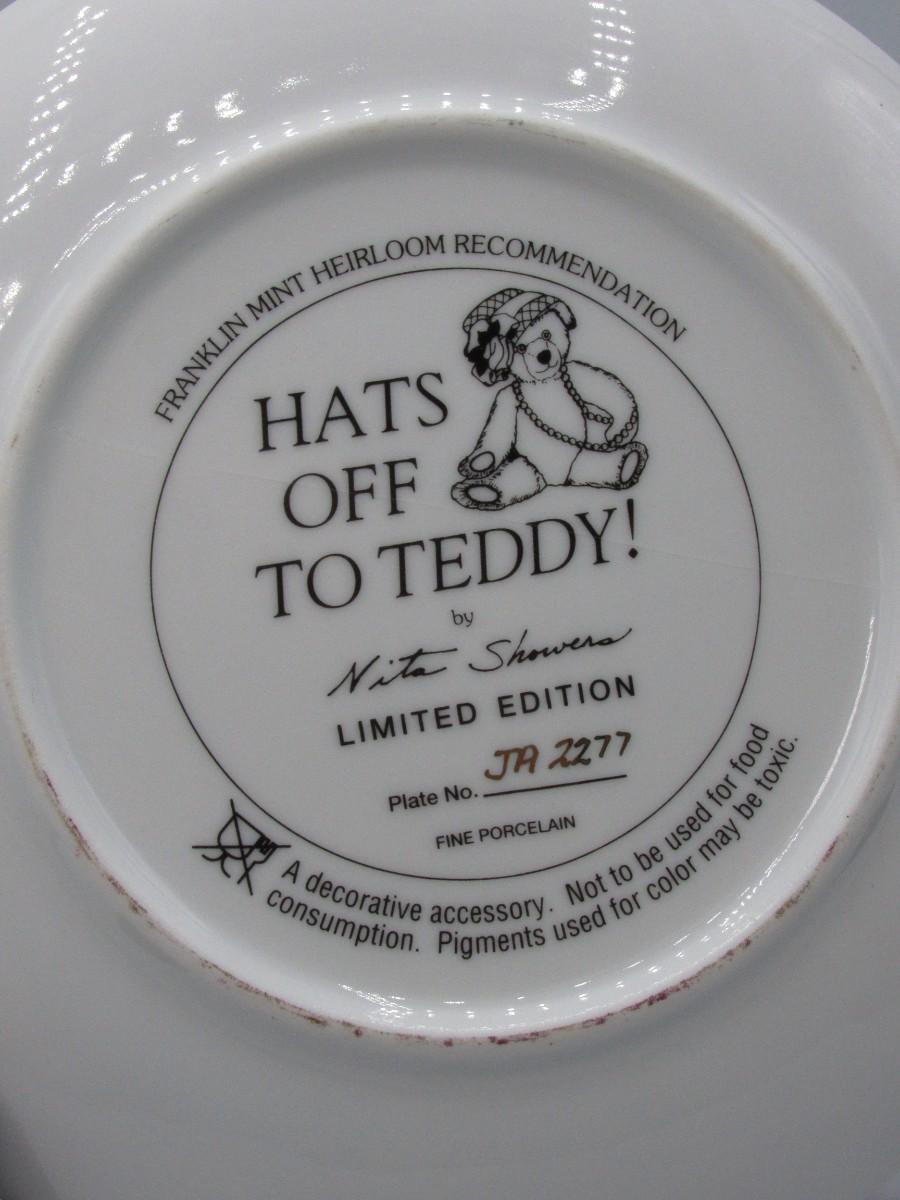 FRANKLIN MINT HEIRLOOM RECOMMENDATION
HATS
OFF
TO TEDDY!
by
Nita Showers
LIMITED EDITION
Plate No. JA 2277
FINE PORCELAIN
A decorative accessory. Not to be used for food
consumption. Pigments used for color may be toxic.